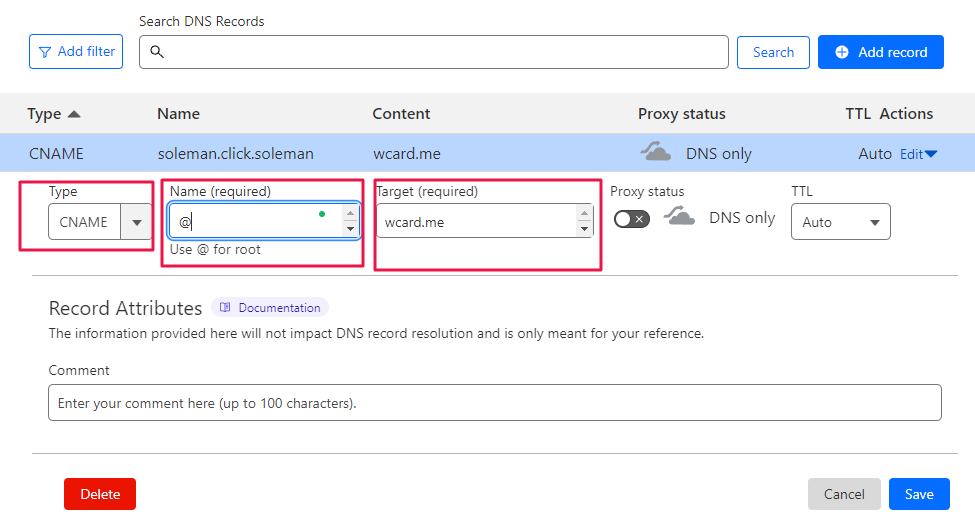 Search DNS Records
Add filter
Search
Add record
Type Name Content Proxy status TTL Actions
CNAME soleman.click.soleman wcard.me DNS only Auto Edit
Type Name (required) Target (required) Proxy status TTL
CNAME @ wcard.me DNS only Auto
Use @ for root
Record Attributes Documentation
The information provided here will not impact DNS record resolution and is only meant for your reference.
Comment
Enter your comment here (up to 100 characters).
Delete Cancel Save